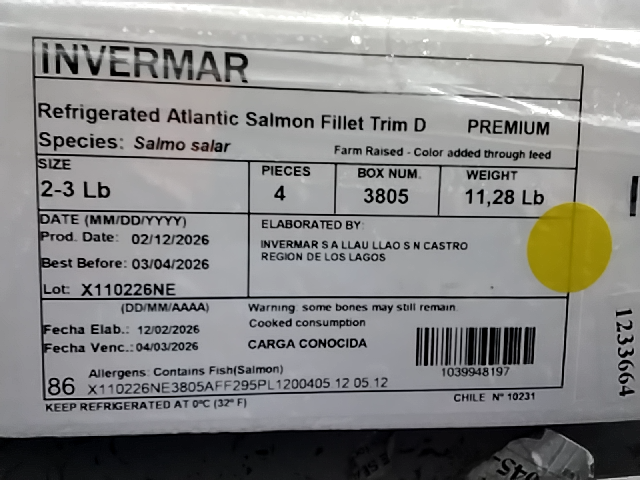 INVERMAR
Refrigerated Atlantic Salmon Fillet Trim D PREMIUM
Species: Salmo salar Farm Raised - Color added through feed
SIZE PIECES BOX NUM. WEIGHT
2-3 Lb 4 3805 11,28 Lb
DATE (MM/DD/YYYY) ELABORATED BY:
Prod. Date: 02/12/2026
INVERMAR S A LLAU LLAO S N CASTRO
REGION DE LOS LAGOS
Best Before: 03/04/2026
Lot: X110226NE
(DD/MM/AAAA) Warning: some bones may still remain.
Cooked consumption
Fecha Elab.: 12/02/2026
Fecha Venc.: 04/03/2026 CARGA CONOCIDA
1039948197
Allergens: Contains Fish(Salmon)
86 X110226NE3805AFF295PL1200405 12 05 12
KEEP REFRIGERATED AT 0ºC (32º F) CHILE Nº 10231
1233664